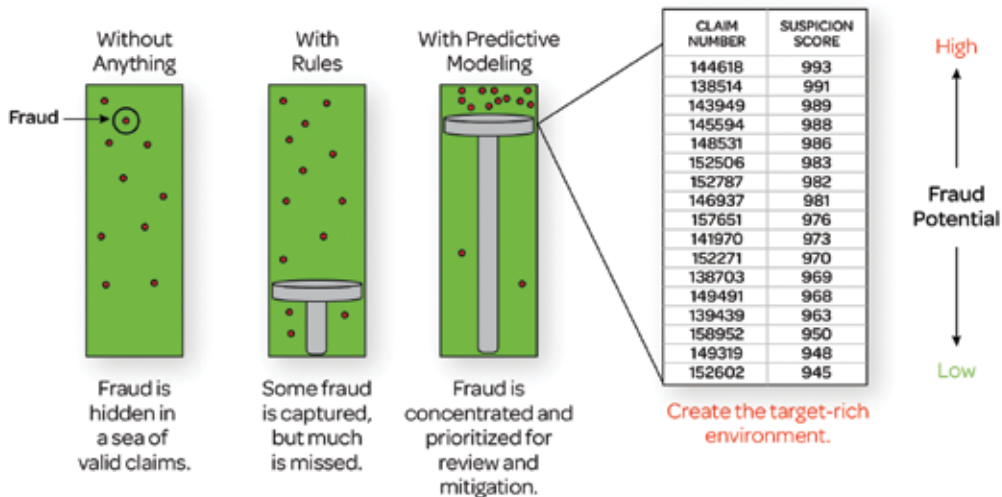 Without
Anything
Fraud
Fraud is
hidden in
a sea of
valid claims.
With
Rules
Some fraud
is captured,
but much
is missed.
With Predictive
Modeling
Fraud is
concentrated and
prioritized for
review and
mitigation.
CLAIM NUMBER SUSPICION SCORE
144618 993
138514 991
143949 989
145594 988
148531 986
152506 983
152787 982
146937 981
157651 976
141970 973
152271 970
138703 969
149491 968
139439 963
158952 950
149319 948
152602 945
Create the target-rich
environment.
High
Fraud
Potential
Low